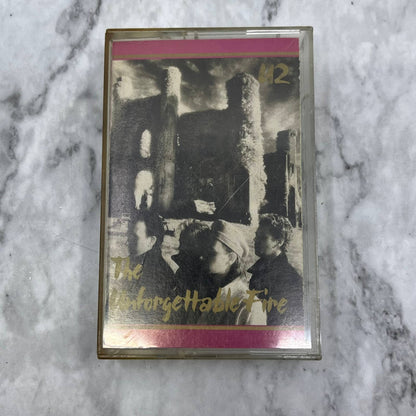 U2
The
Unforgettable Fire